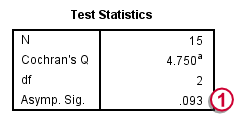 Test Statistics
N 15
Cochran's Q 4.750a
df 2
Asymp. Sig. .093 1